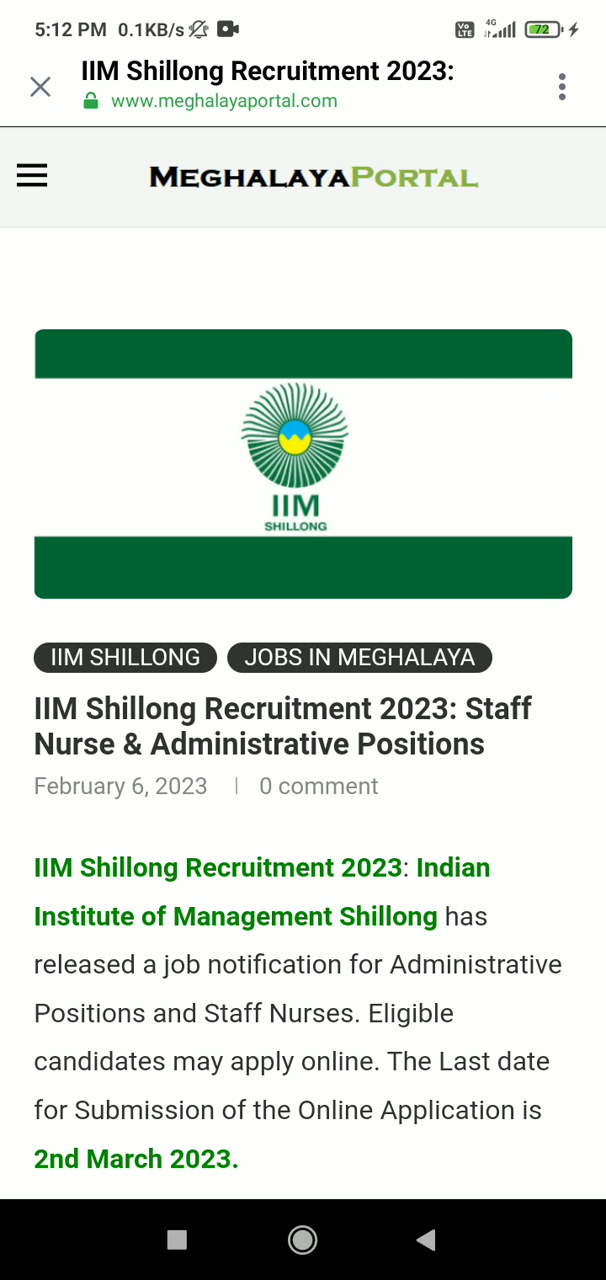 5:12 PM 0.1KB/s Vo LTE 4G 72
IIM Shillong Recruitment 2023:
www.meghalayaportal.com
MEGHALAYAPORTAL
IIM
SHILLONG
IIM SHILLONG JOBS IN MEGHALAYA
IIM Shillong Recruitment 2023: Staff
Nurse & Administrative Positions
February 6, 2023 | 0 comment
IIM Shillong Recruitment 2023: Indian
Institute of Management Shillong has
released a job notification for Administrative
Positions and Staff Nurses. Eligible
candidates may apply online. The Last date
for Submission of the Online Application is
2nd March 2023.